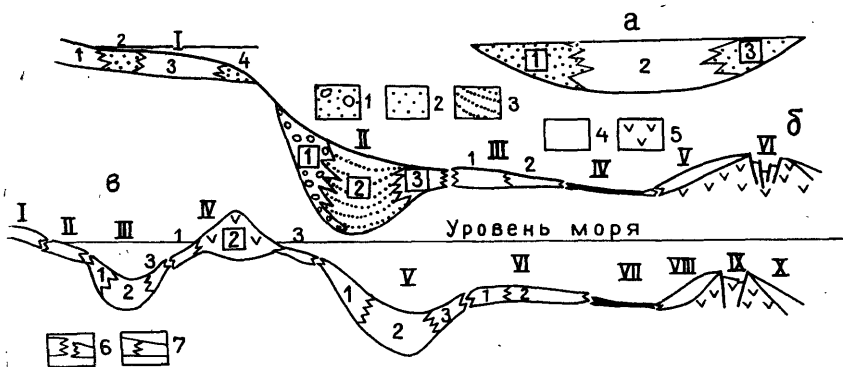 а
I
2
1 3 4
1 2 3
1 2 3
4 5
б
II III IV V VI
1 2 3 1 2
в
I II III IV
1 2 3
Уровень моря
1 2 3
V VI VII VIII IX X
1 2 3 1 2
6 7